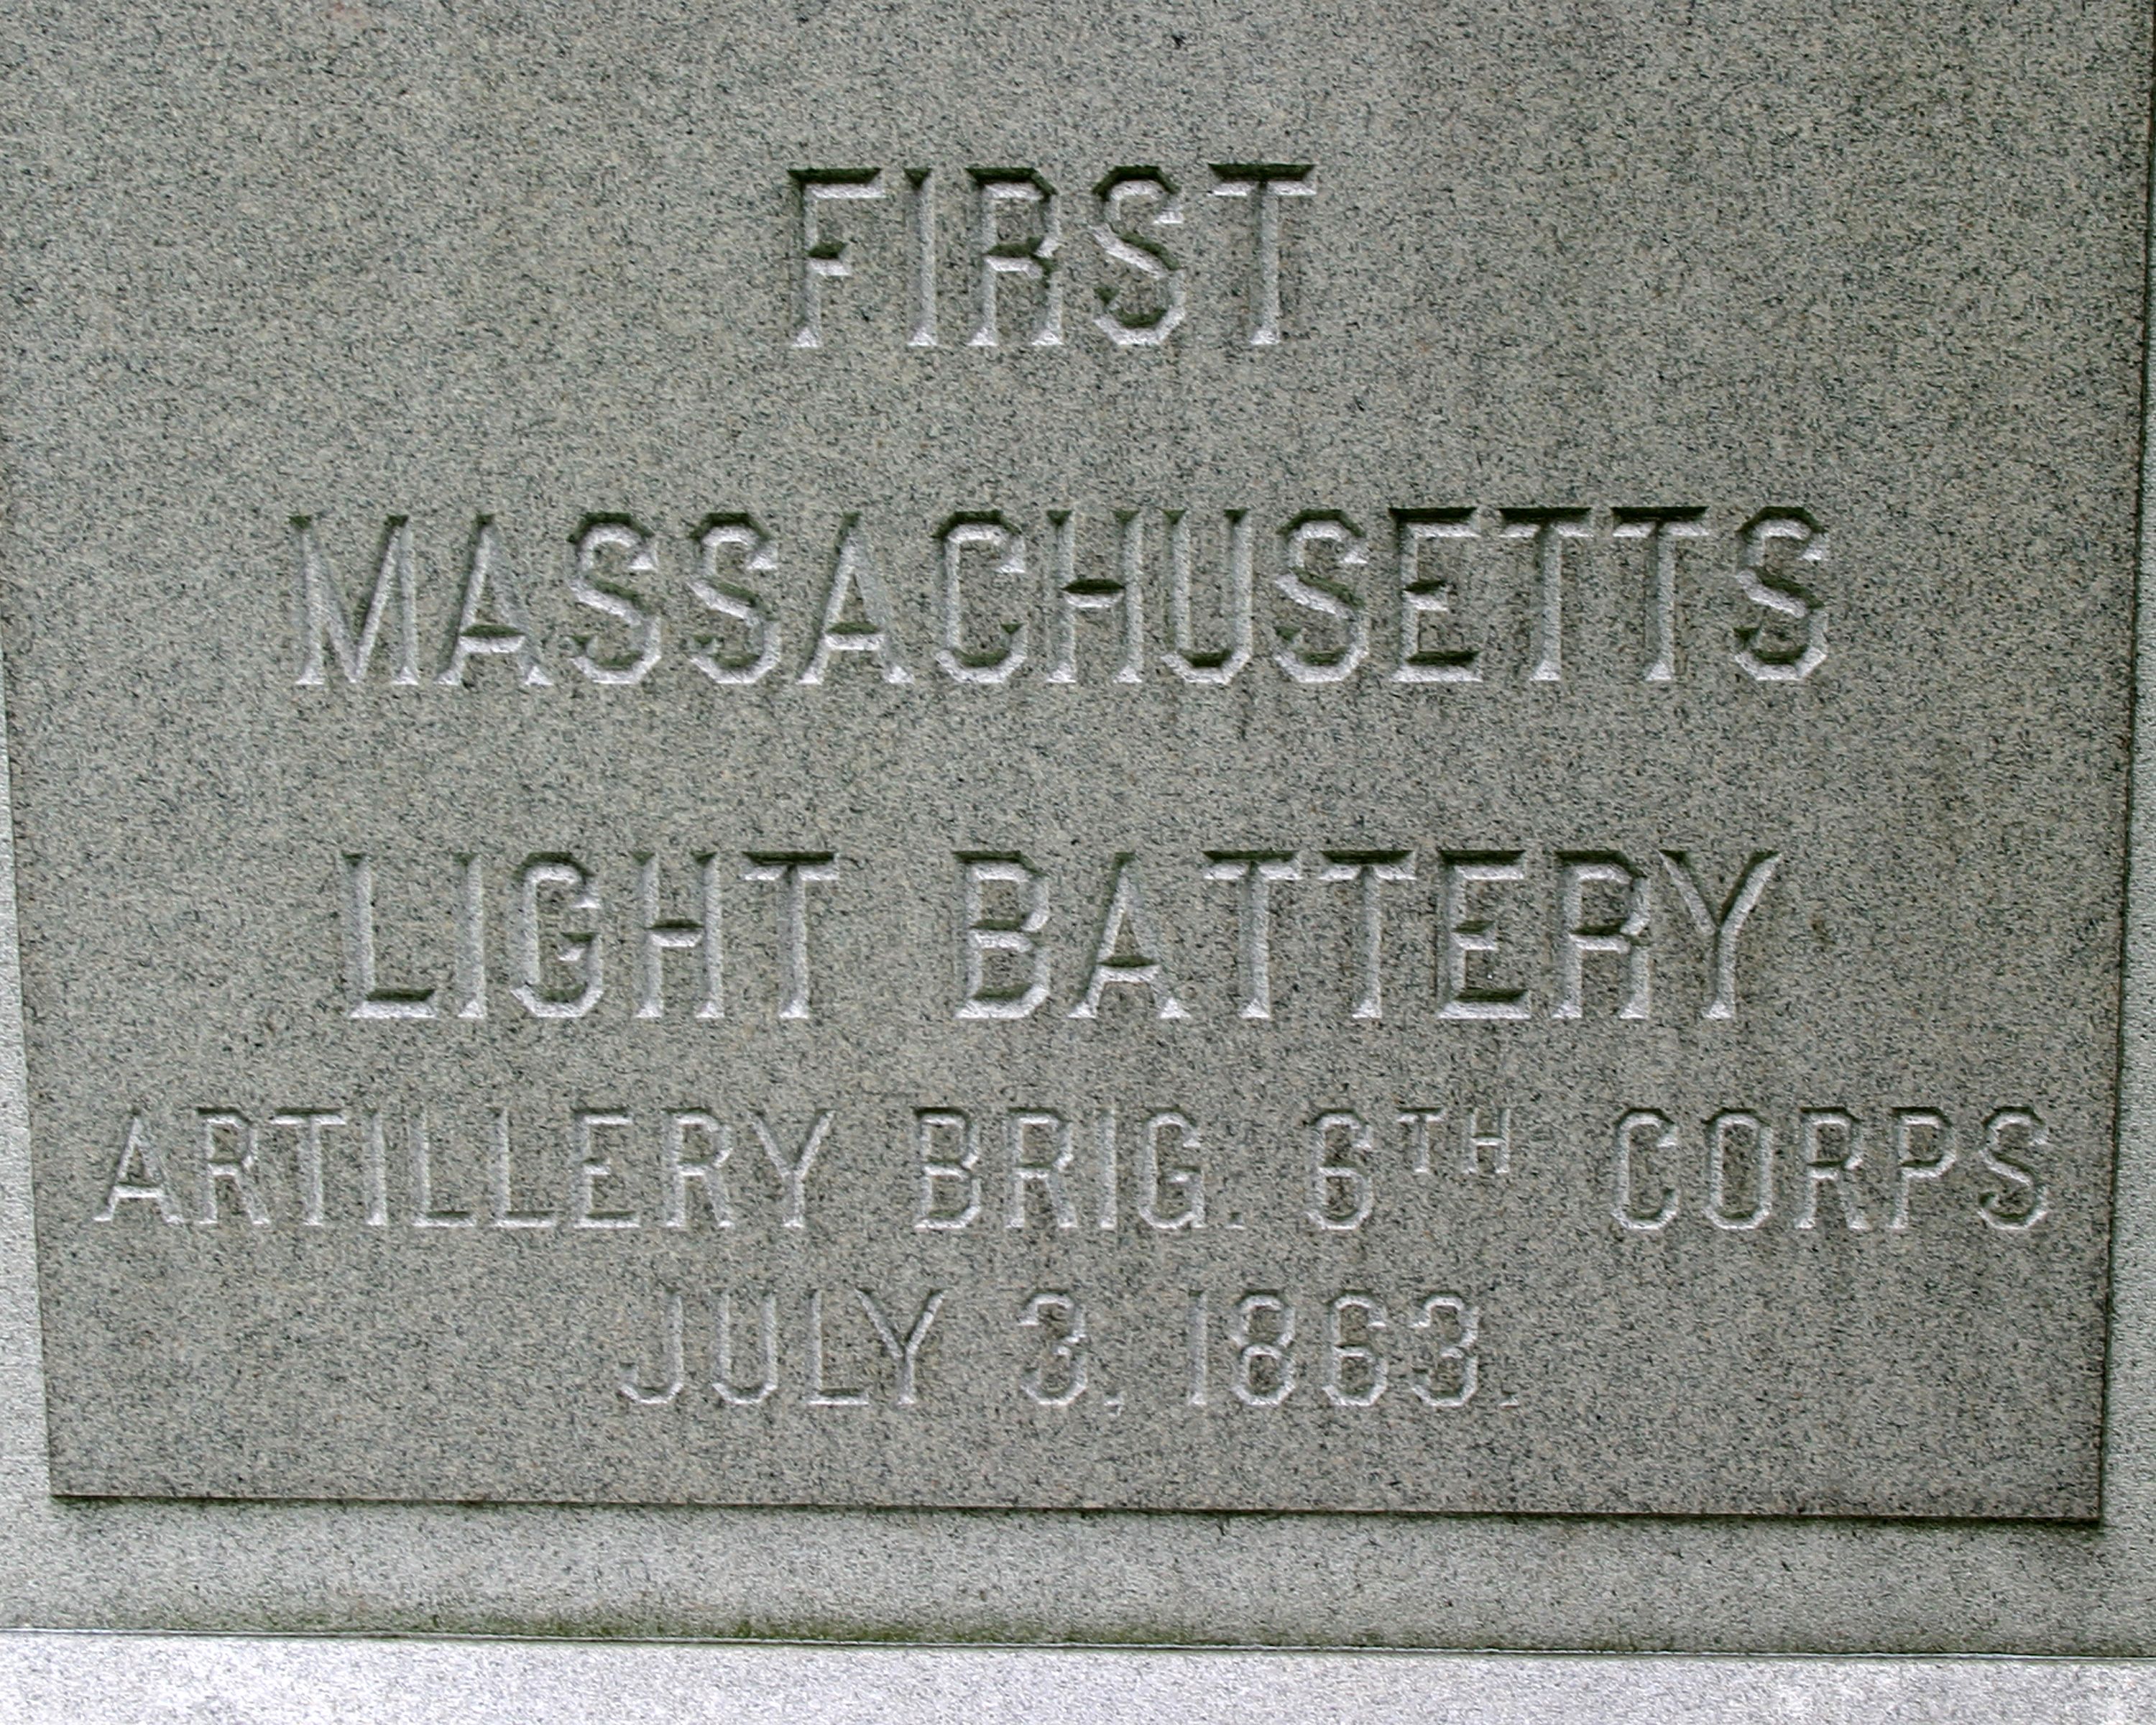 FIRST
MASSACHUSETTS
LIGHT BATTERY
ARTILLERY BRIG. 6TH CORPS
JULY 3, 1863.